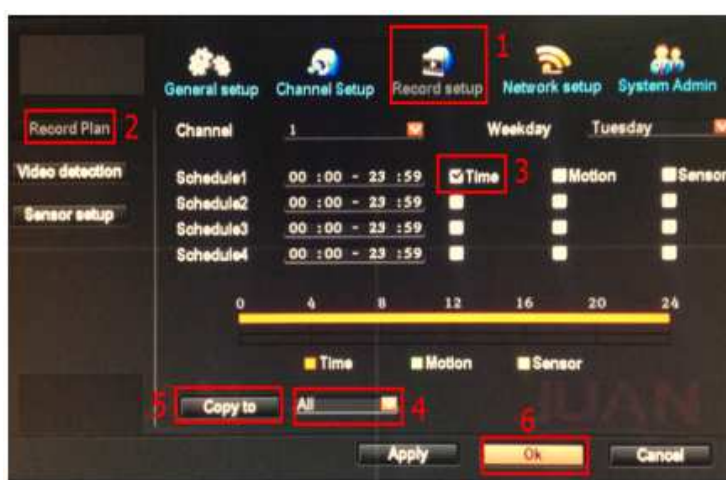 1
General setup Channel Setup Record setup Network setup System Admin
Record Plan 2
Channel 1 Weekday Tuesday
Video detection
Schedule1 00 :00 - 23 :59 Time 3 Motion Sensor
Sensor setup
Schedule2 00 :00 - 23 :59
Schedule3 00 :00 - 23 :59
Schedule4 00 :00 - 23 :59
0 4 8 12 16 20 24
Time Motion Sensor
5 Copy to All 4
JUAN
6
Apply Ok Cancel